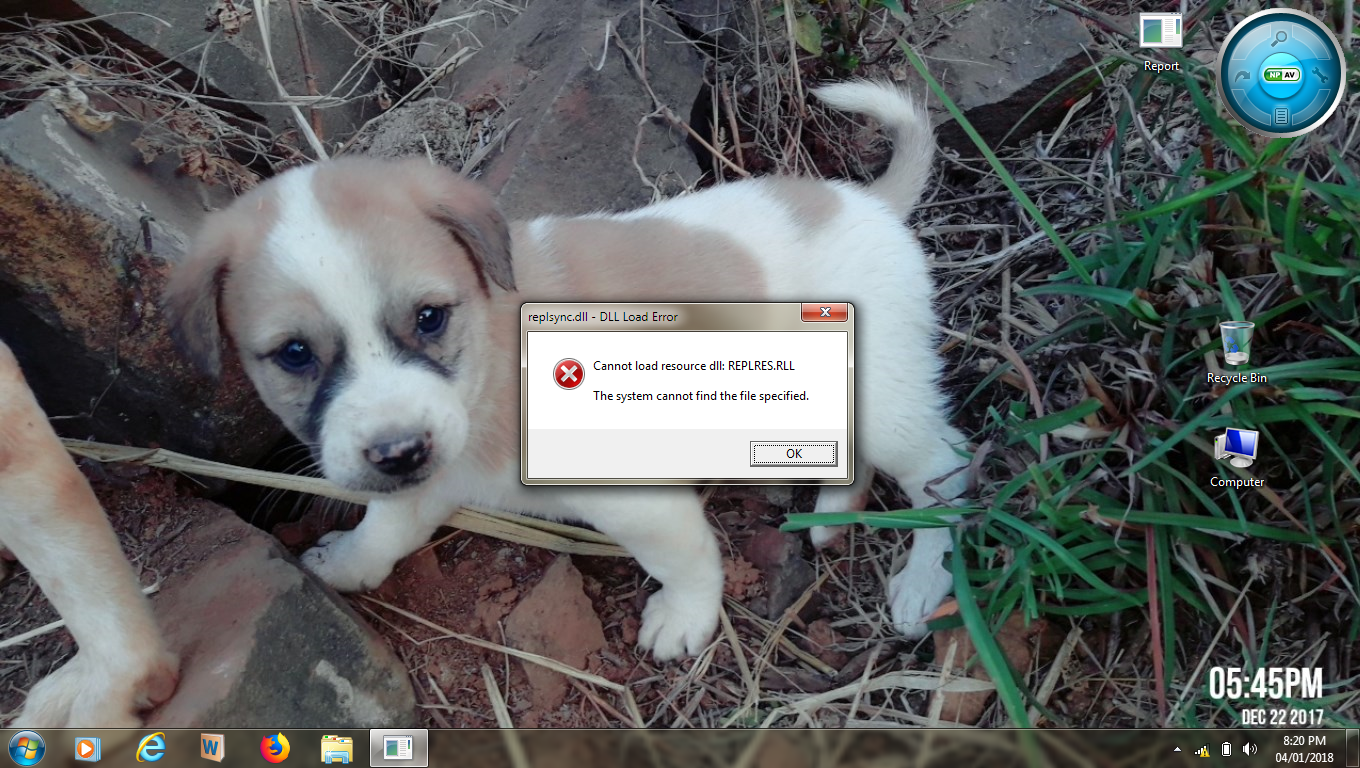 Report
NP AV
replsync.dll - DLL Load Error
Cannot load resource dll: REPLRES.RLL
The system cannot find the file specified.
OK
Recycle Bin
Computer
05:45PM
DEC 22 2017
W
8:20 PM
04/01/2018